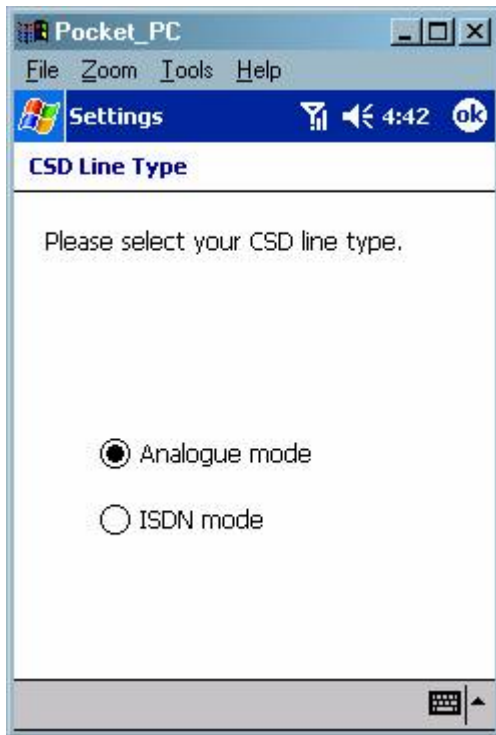 Pocket_PC
File Zoom Tools Help
Settings 4:42 ok
CSD Line Type
Please select your CSD line type.
Analogue mode
ISDN mode